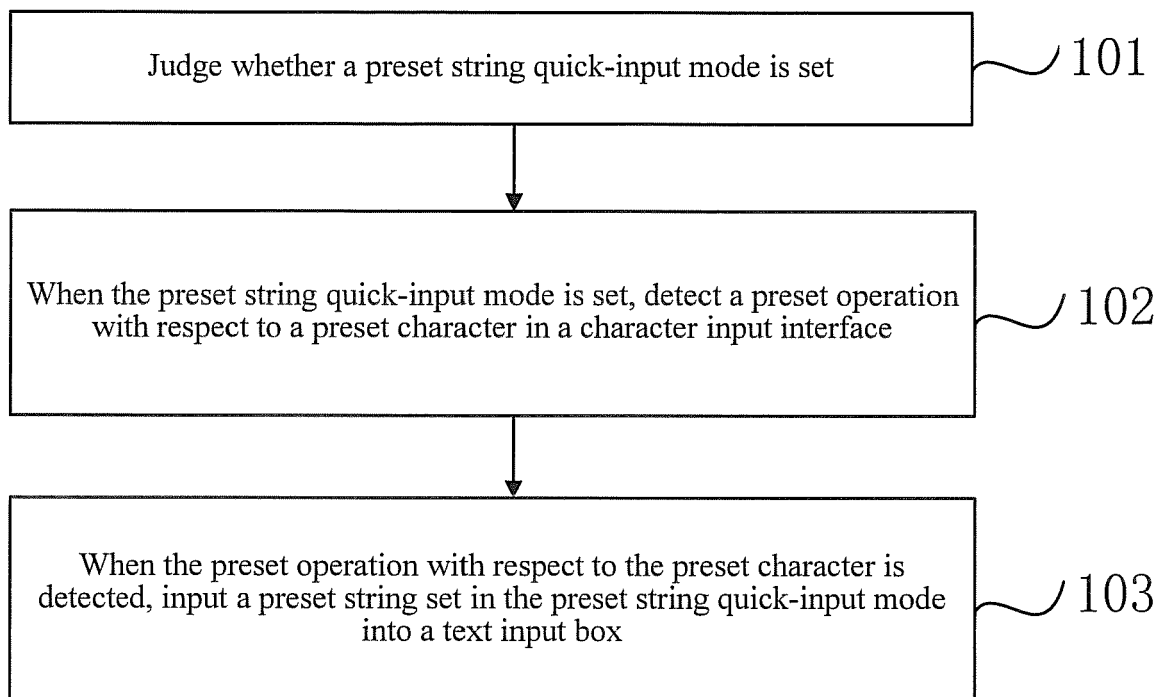 Judge whether a preset string quick-input mode is set
101
When the preset string quick-input mode is set, detect a preset operation
with respect to a preset character in a character input interface
102
When the preset operation with respect to the preset character is
detected, input a preset string set in the preset string quick-input mode
into a text input box
103